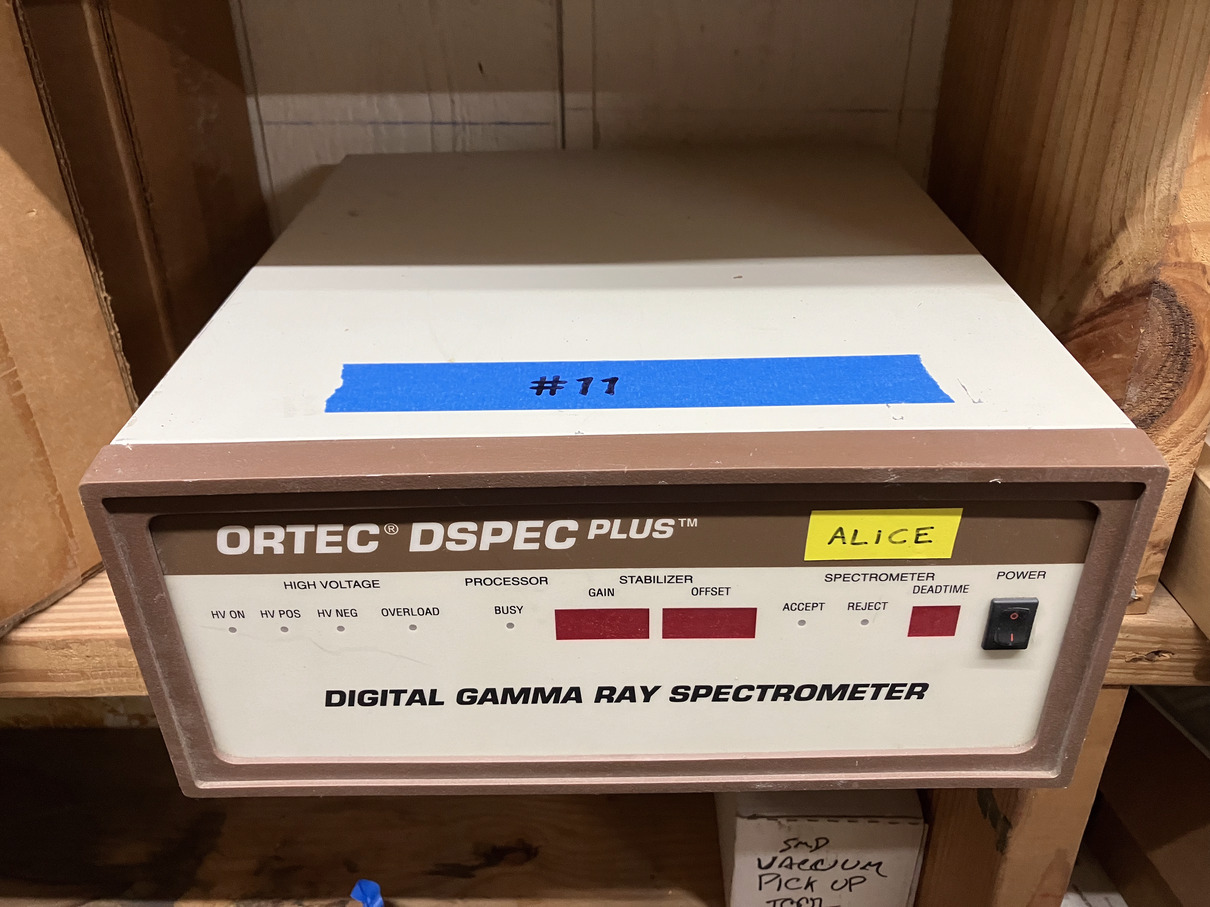 #11
ORTEC® DSPEC PLUS™
ALICE
HIGH VOLTAGE
PROCESSOR
STABILIZER
SPECTROMETER
POWER
GAIN
OFFSET
DEADTIME
HV ON
HV POS
HV NEG
OVERLOAD
BUSY
ACCEPT
REJECT
DIGITAL GAMMA RAY SPECTROMETER
SMD
VACUUM
PICK UP
TOOL